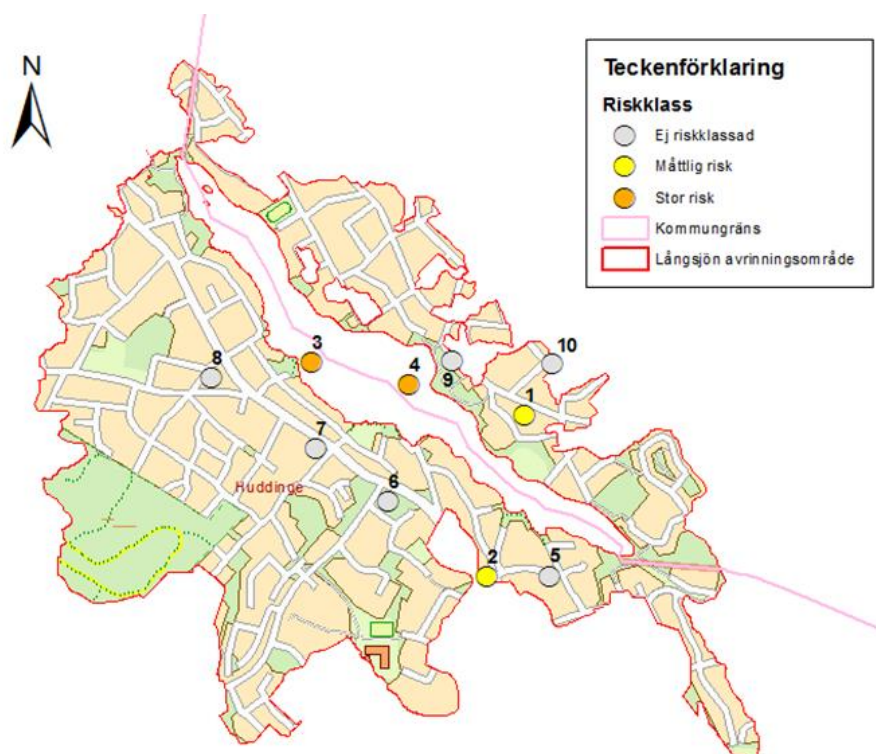 N
Teckenförklaring
Riskklass
Ej riskklassad
Måttlig risk
Stor risk
Kommungräns
Långsjön avrinningsområde
3
10
4
8
9
1
7
Huddinge
6
2
5